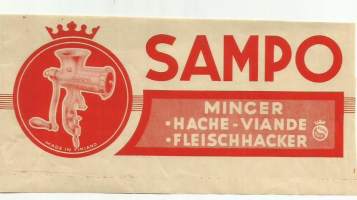 SAMPO
MINCER
•HACHE-VIANDE
•FLEISCHHACKER
S
MADE IN FINLAND